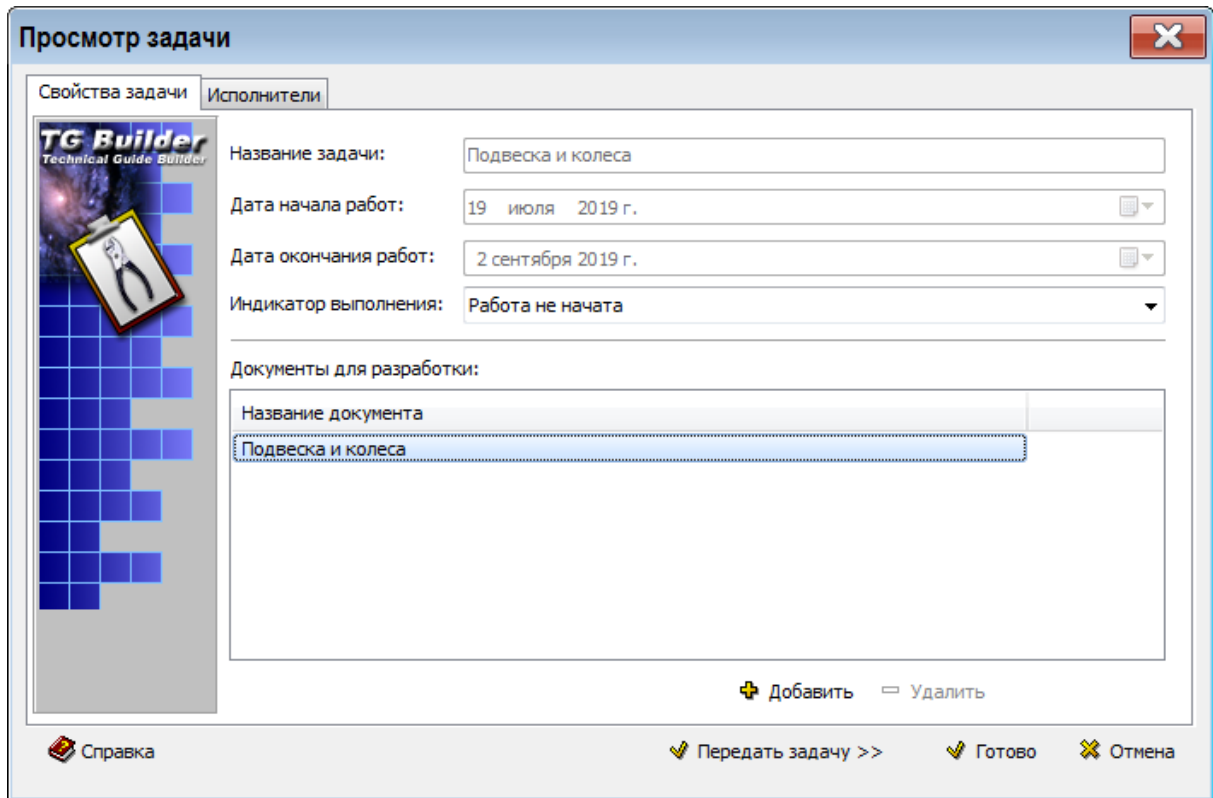 Просмотр задачи
Свойства задачи
Исполнители
TG Builder
Technical Guide Builder
Название задачи:
Подвеска и колеса
Дата начала работ:
19 июля 2019 г.
Дата окончания работ:
2 сентября 2019 г.
Индикатор выполнения:
Работа не начата
Документы для разработки:
Название документа
Подвеска и колеса
Добавить
Удалить
Справка
Передать задачу >>
Готово
Отмена